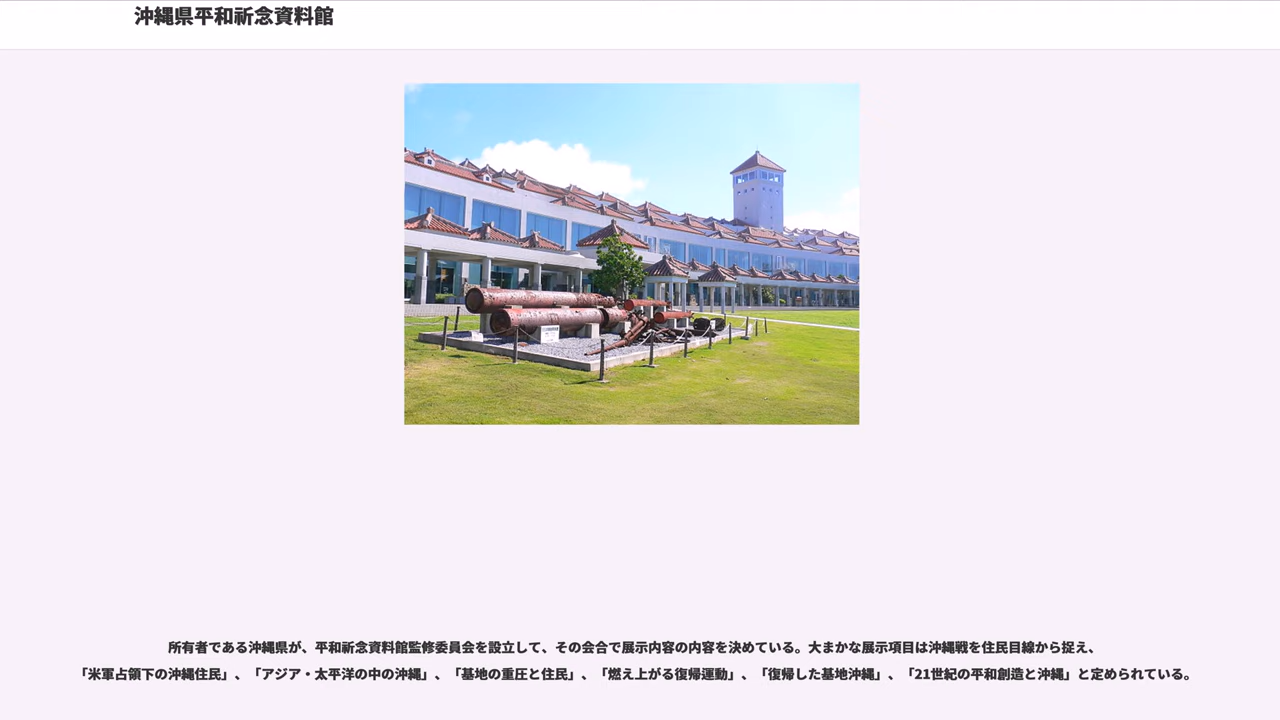 沖縄県平和祈念資料館
所有者である沖縄県が、平和祈念資料館監修委員会を設立して、その会合で展示内容の内容を決めている。大まかな展示項目は沖縄戦を住民目線から捉え、
「米軍占領下の沖縄住民」、「アジア・太平洋の中の沖縄」、「基地の重圧と住民」、「燃え上がる復帰運動」、「復帰した基地沖縄」、「21世紀の平和創造と沖縄」と定められている。